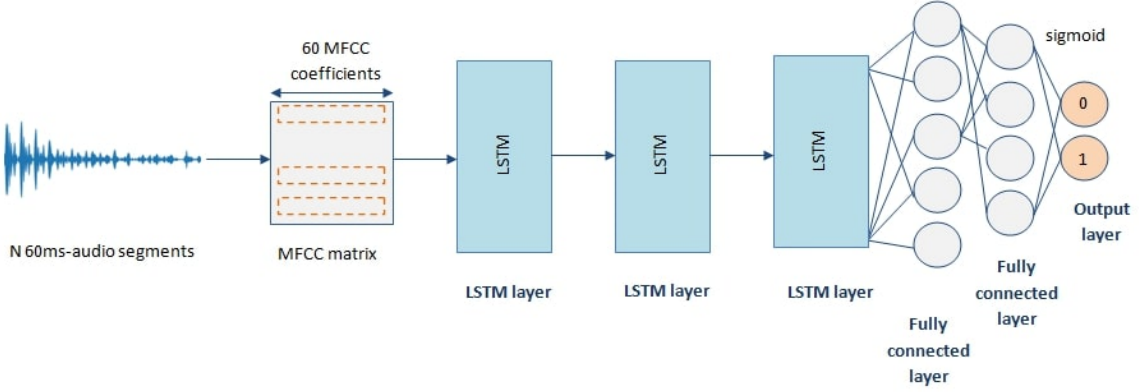 60 MFCC
coefficients
sigmoid
0
1
LSTM
LSTM
LSTM
N 60ms-audio segments
MFCC matrix
LSTM layer
LSTM layer
LSTM layer
Fully
connected
layer
Fully
connected
layer
Output
layer